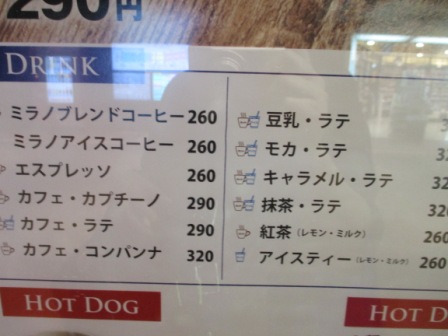 290円
DRINK
ミラノブレンドコーヒー 260
ミラノアイスコーヒー 260
エスプレッソ 260
カフェ・カプチーノ 290
カフェ・ラテ 290
カフェ・コンパンナ 320
豆乳・ラテ
モカ・ラテ
キャラメル・ラテ
抹茶・ラテ 320
紅茶（レモン・ミルク） 260
アイスティー（レモン・ミルク） 260
HOT DOG
HOT D